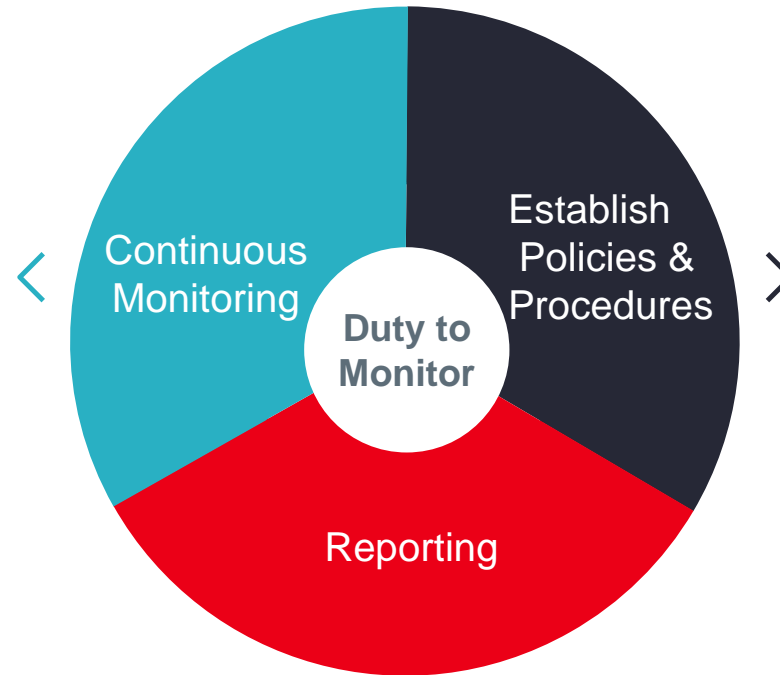 Continuous
Monitoring
Establish
Policies &
Procedures
Duty to
Monitor
Reporting